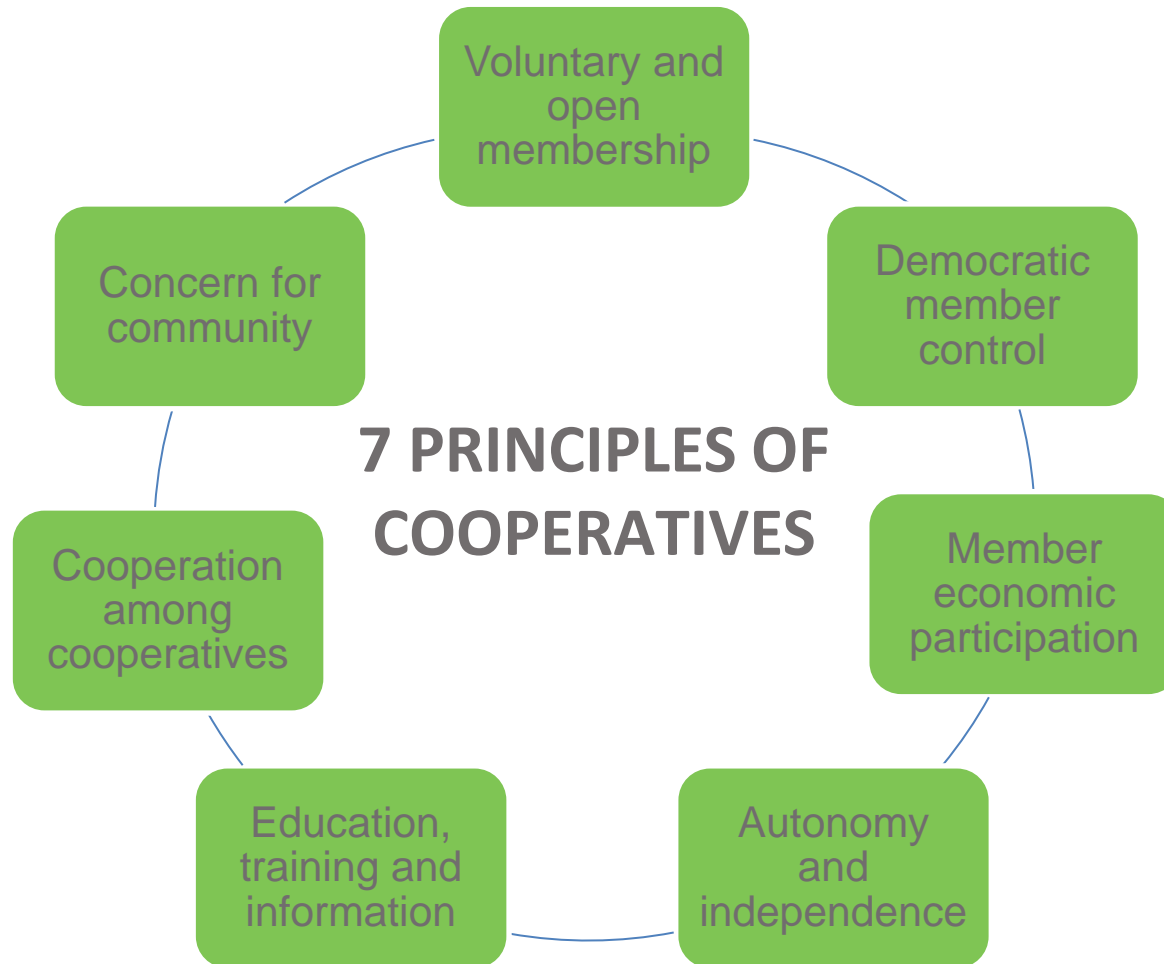 Voluntary and
open
membership
Democratic
member
control
Member
economic
participation
Autonomy
and
independence
Education,
training and
information
Cooperation
among
cooperatives
Concern for
community
7 PRINCIPLES OF
COOPERATIVES